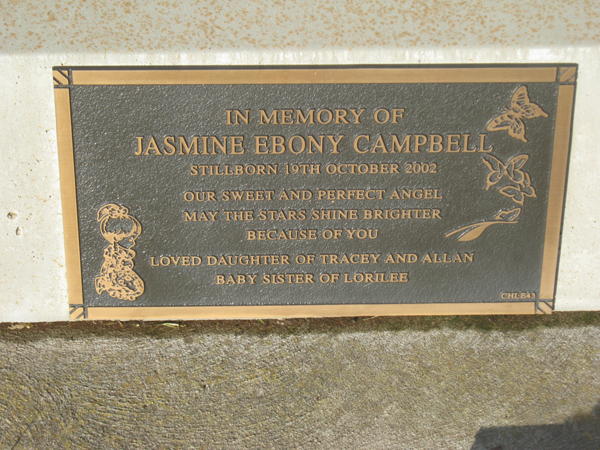 IN MEMORY OF
JASMINE EBONY CAMPBELL
STILLBORN 19TH OCTOBER 2002
OUR SWEET AND PERFECT ANGEL
MAY THE STARS SHINE BRIGHTER
BECAUSE OF YOU
LOVED DAUGHTER OF TRACEY AND ALLAN
BABY SISTER OF LORILEE